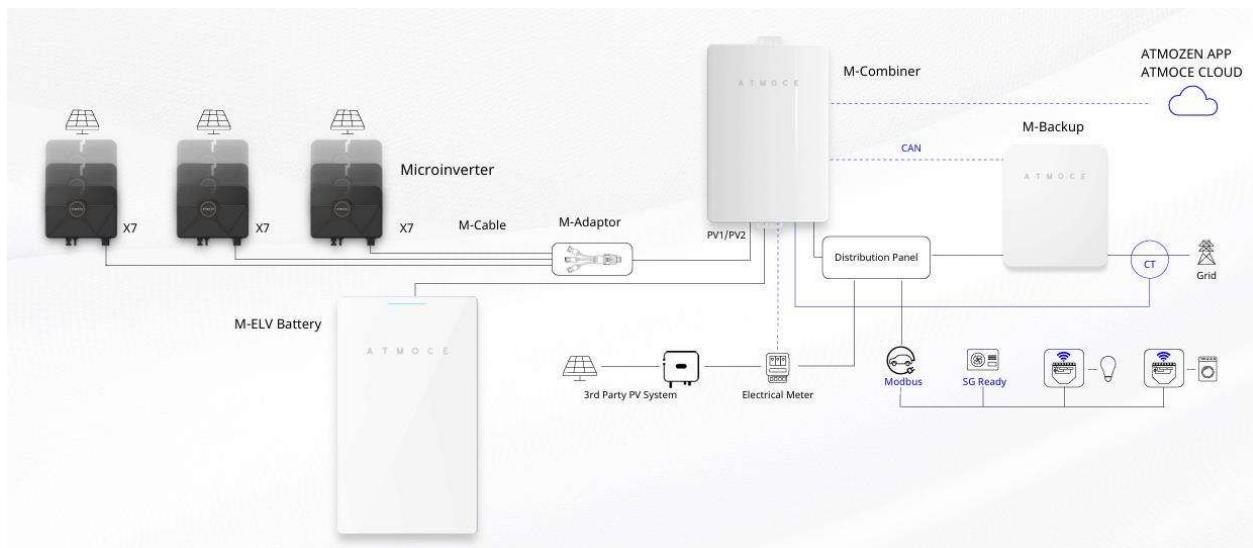 ATMOCE
M-Combiner
ATMOZEN APP
ATMOCE CLOUD
M-Backup
CAN
ATMOCE
Microinverter
X7
X7
X7
M-Cable
M-Adaptor
PV1/PV2
Distribution Panel
CT
Grid
M-ELV Battery
ATMOCE
3rd Party PV System
Electrical Meter
Modbus
SG Ready